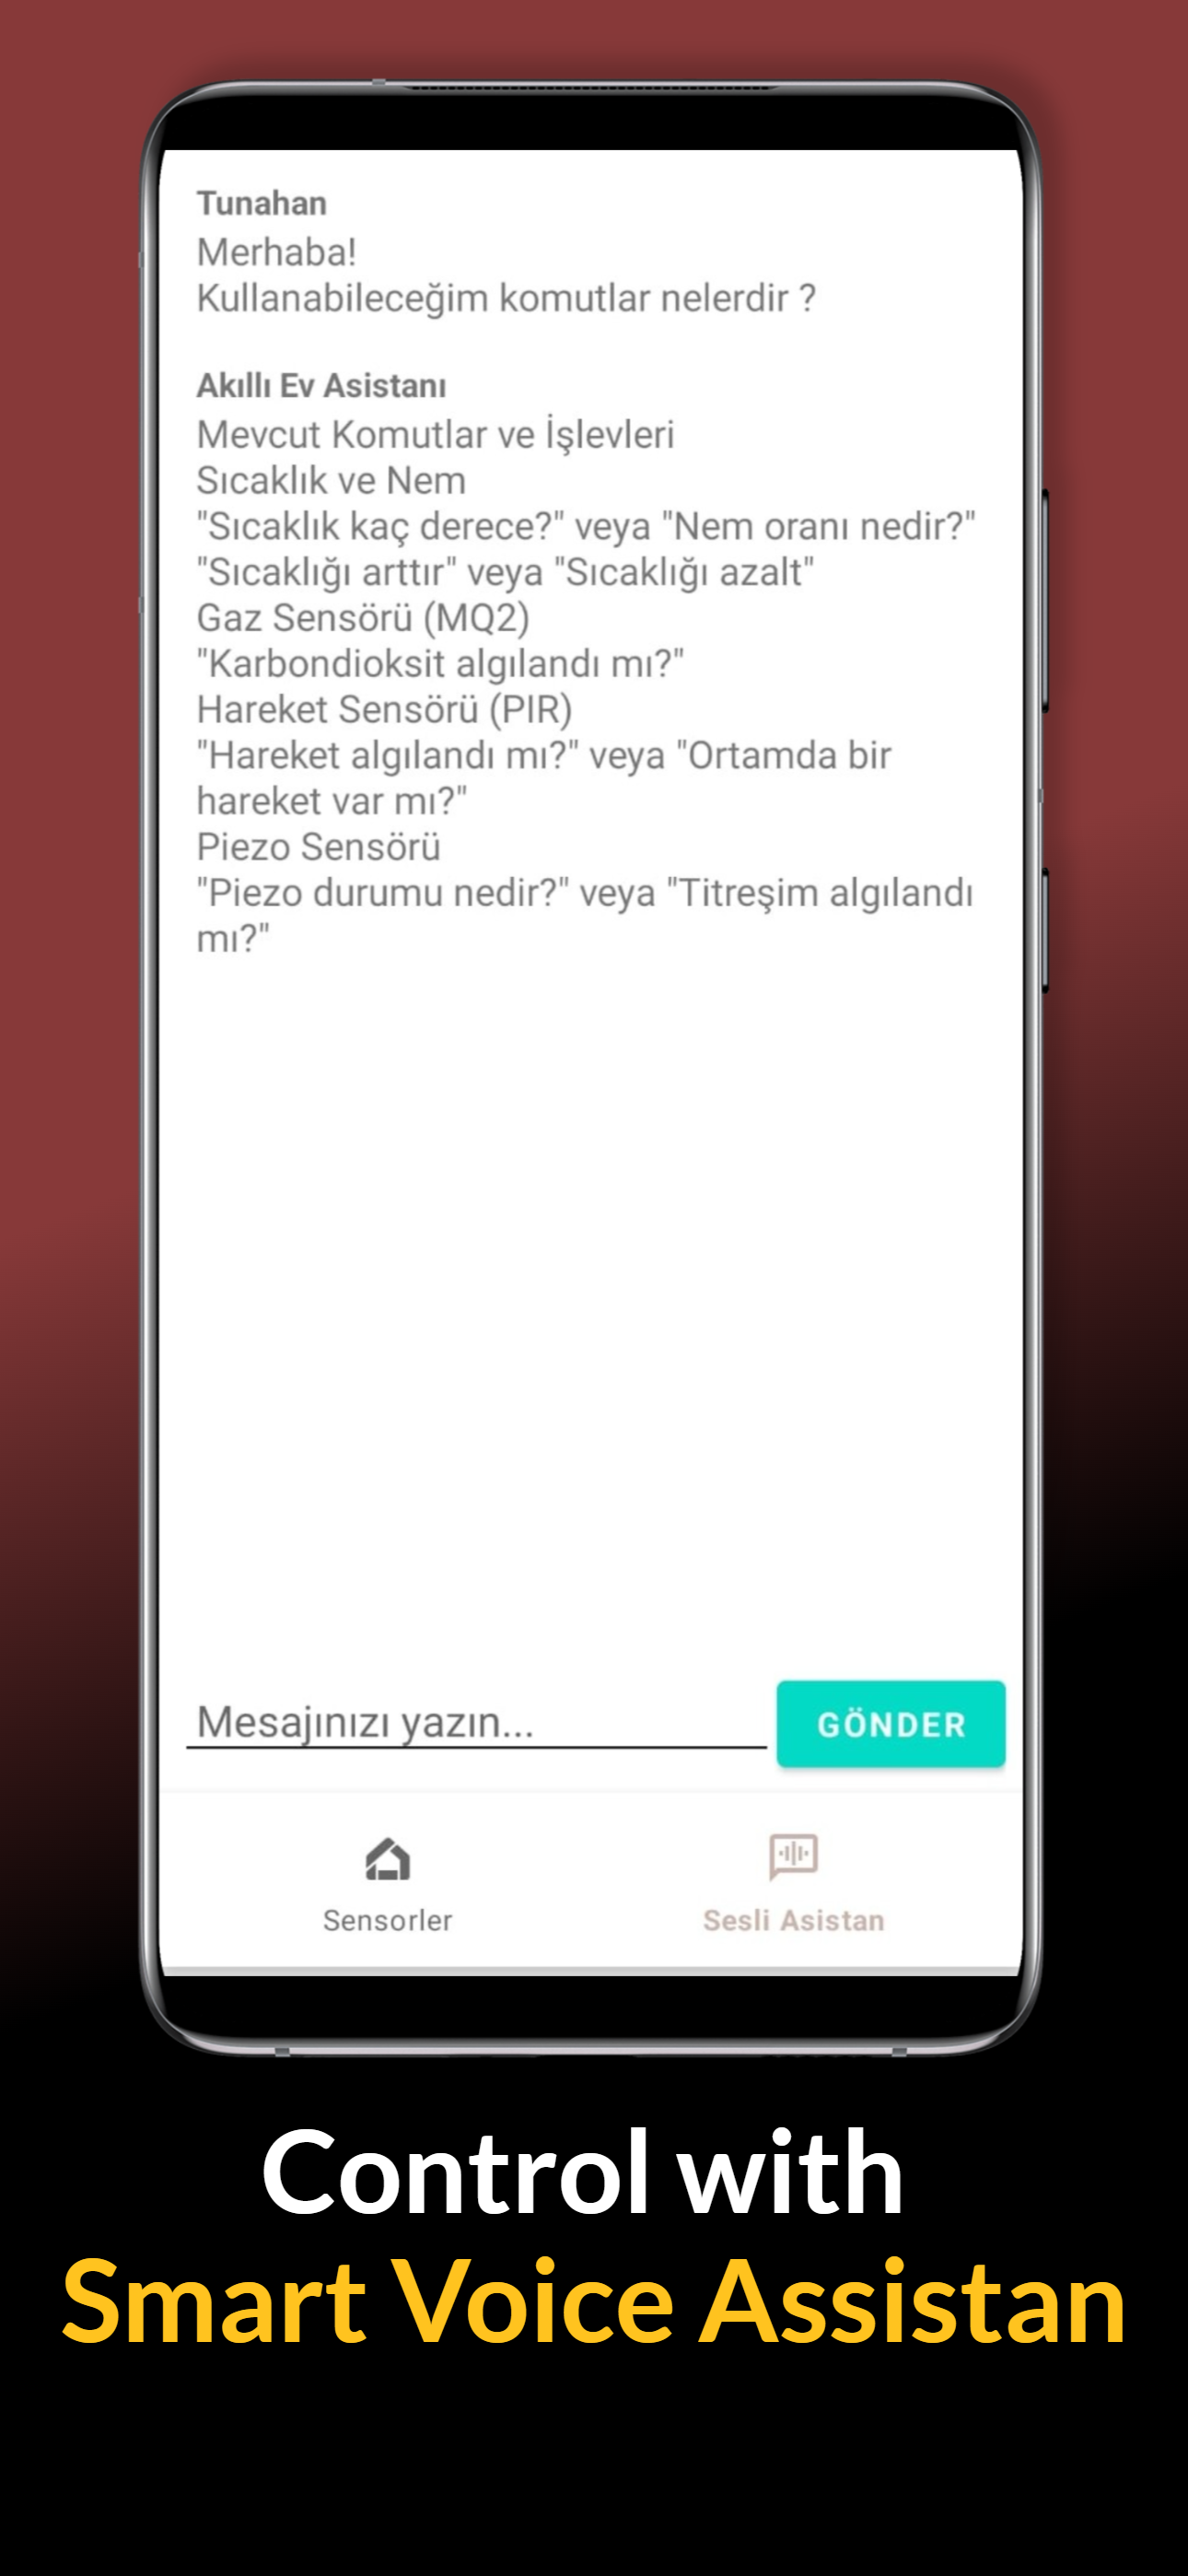 Tunahan
Merhaba!
Kullanabileceğim komutlar nelerdir ?
Akıllı Ev Asistanı
Mevcut Komutlar ve İşlevleri
Sıcaklık ve Nem
"Sıcaklık kaç derece?" veya "Nem oranı nedir?"
"Sıcaklığı arttır" veya "Sıcaklığı azalt"
Gaz Sensörü (MQ2)
"Karbondioksit algılandı mı?"
Hareket Sensörü (PIR)
"Hareket algılandı mı?" veya "Ortamda bir
hareket var mı?"
Piezo Sensörü
"Piezo durumu nedir?" veya "Titreşim algılandı
mı?"
Mesajınızı yazın...
GÖNDER
Sensorler
Sesli Asistan
Control with
Smart Voice Assistan